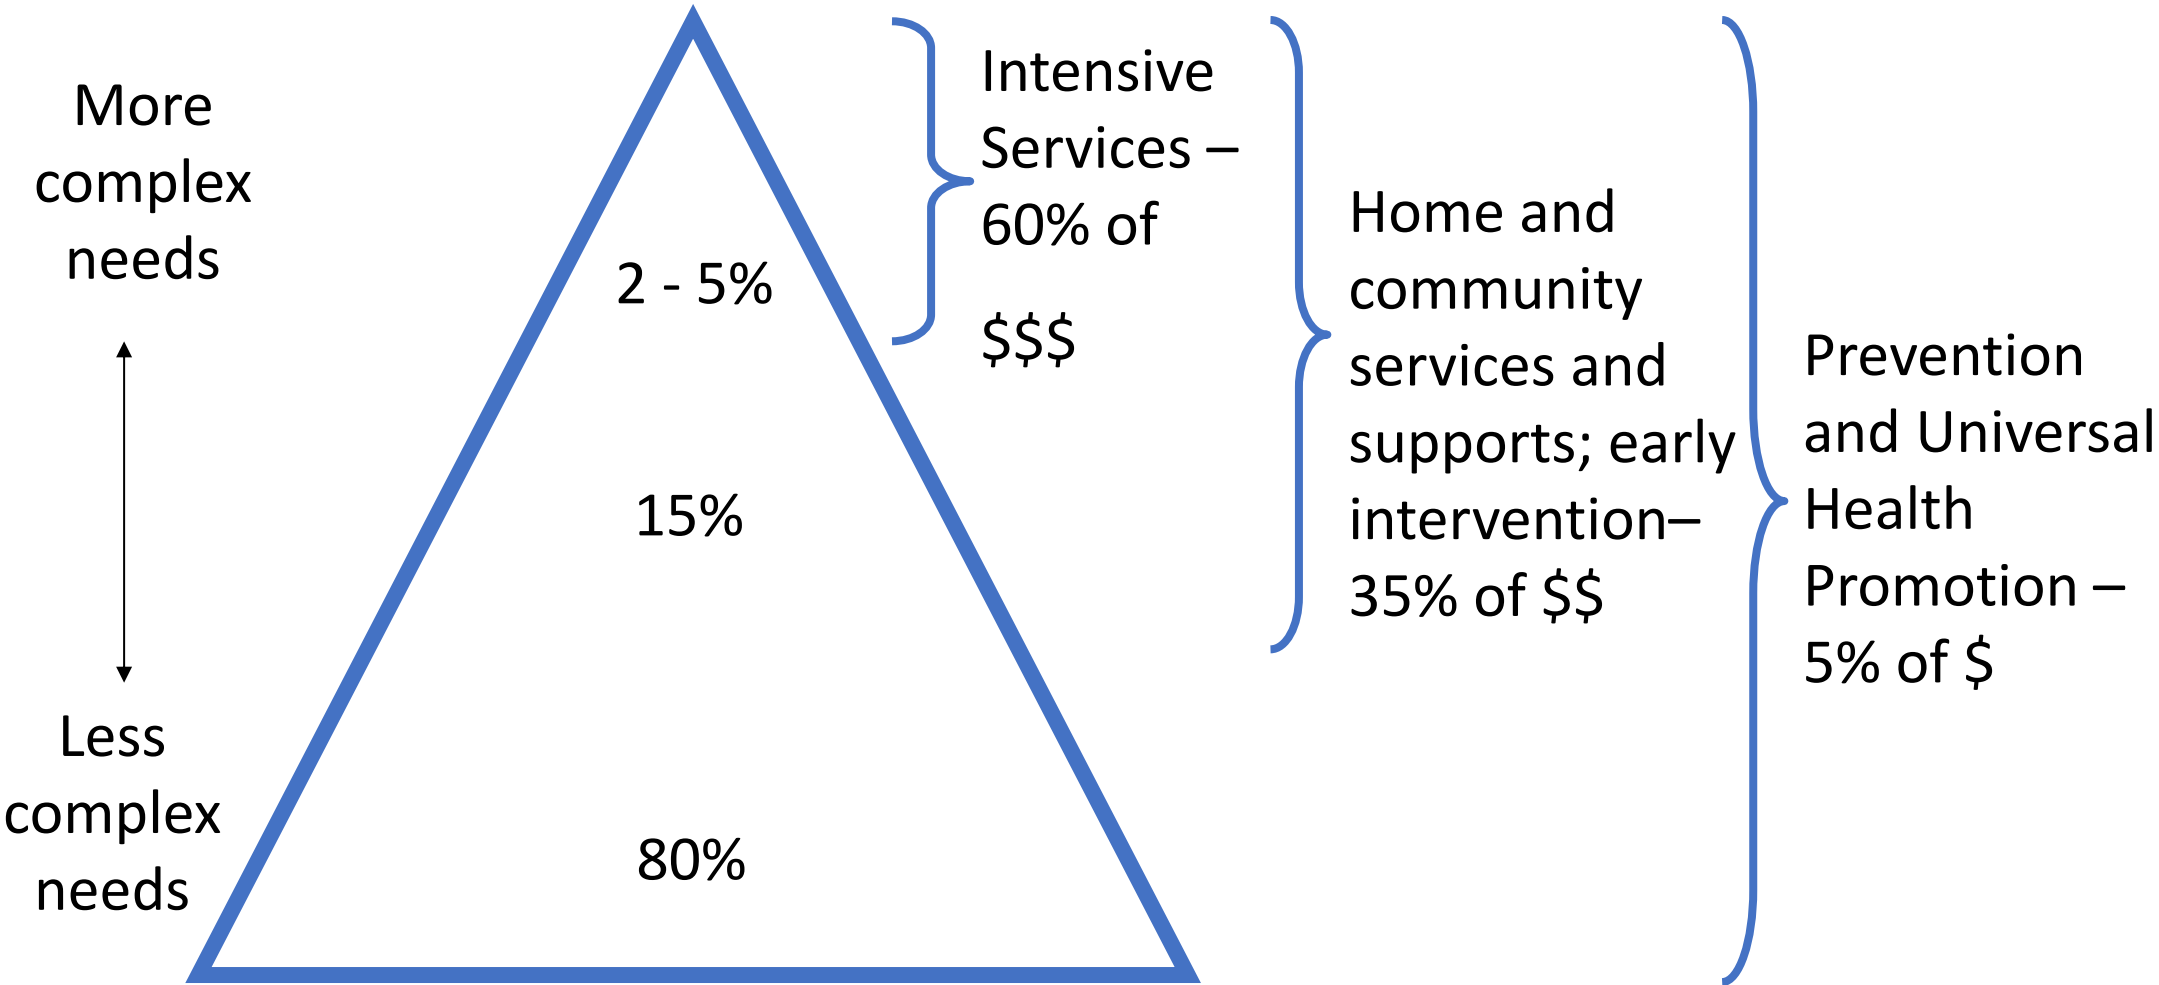 More
complex
needs
Less
complex
needs
2 - 5%
15%
80%
Intensive
Services –
60% of
$$$
Home and
community
services and
supports; early
intervention–
35% of $$
Prevention
and Universal
Health
Promotion –
5% of $